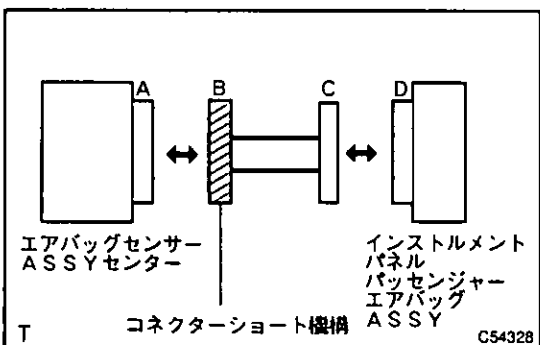 A B C D
エアバッグセンサー
ＡＳＳＹセンター
インストルメント
パネル
パッセンジャー
エアバッグ
ＡＳＳＹ
コネクターショート機構
T
C54328